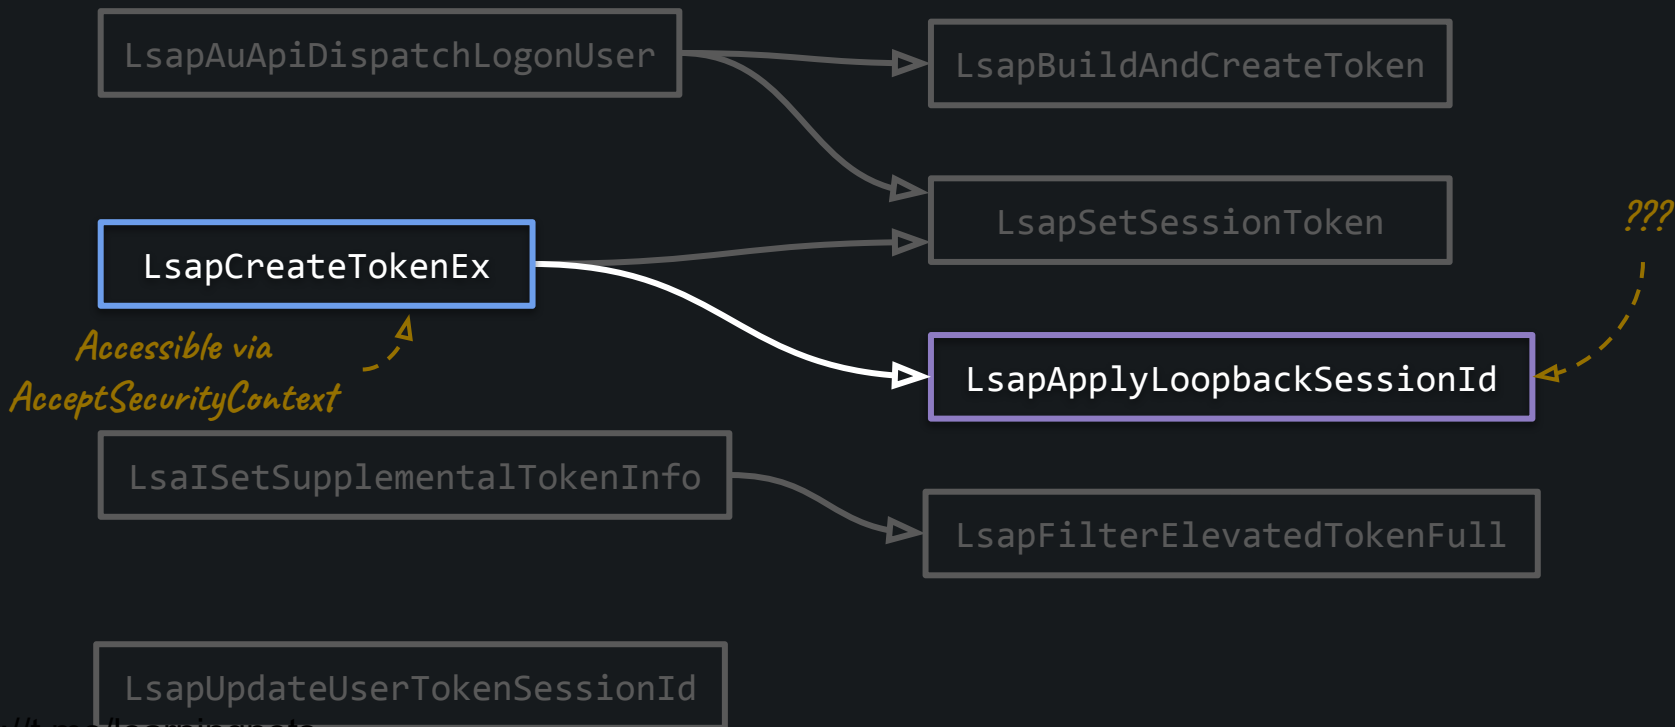 LsapAuApiDispatchLogonUser
LsapBuildAndCreateToken
LsapSetSessionToken
???
LsapCreateTokenEx
Accessible via
AcceptSecurityContext
LsapApplyLoopbackSessionId
LsaISetSupplementalTokenInfo
LsapFilterElevatedTokenFull
LsapUpdateUserTokenSessionId